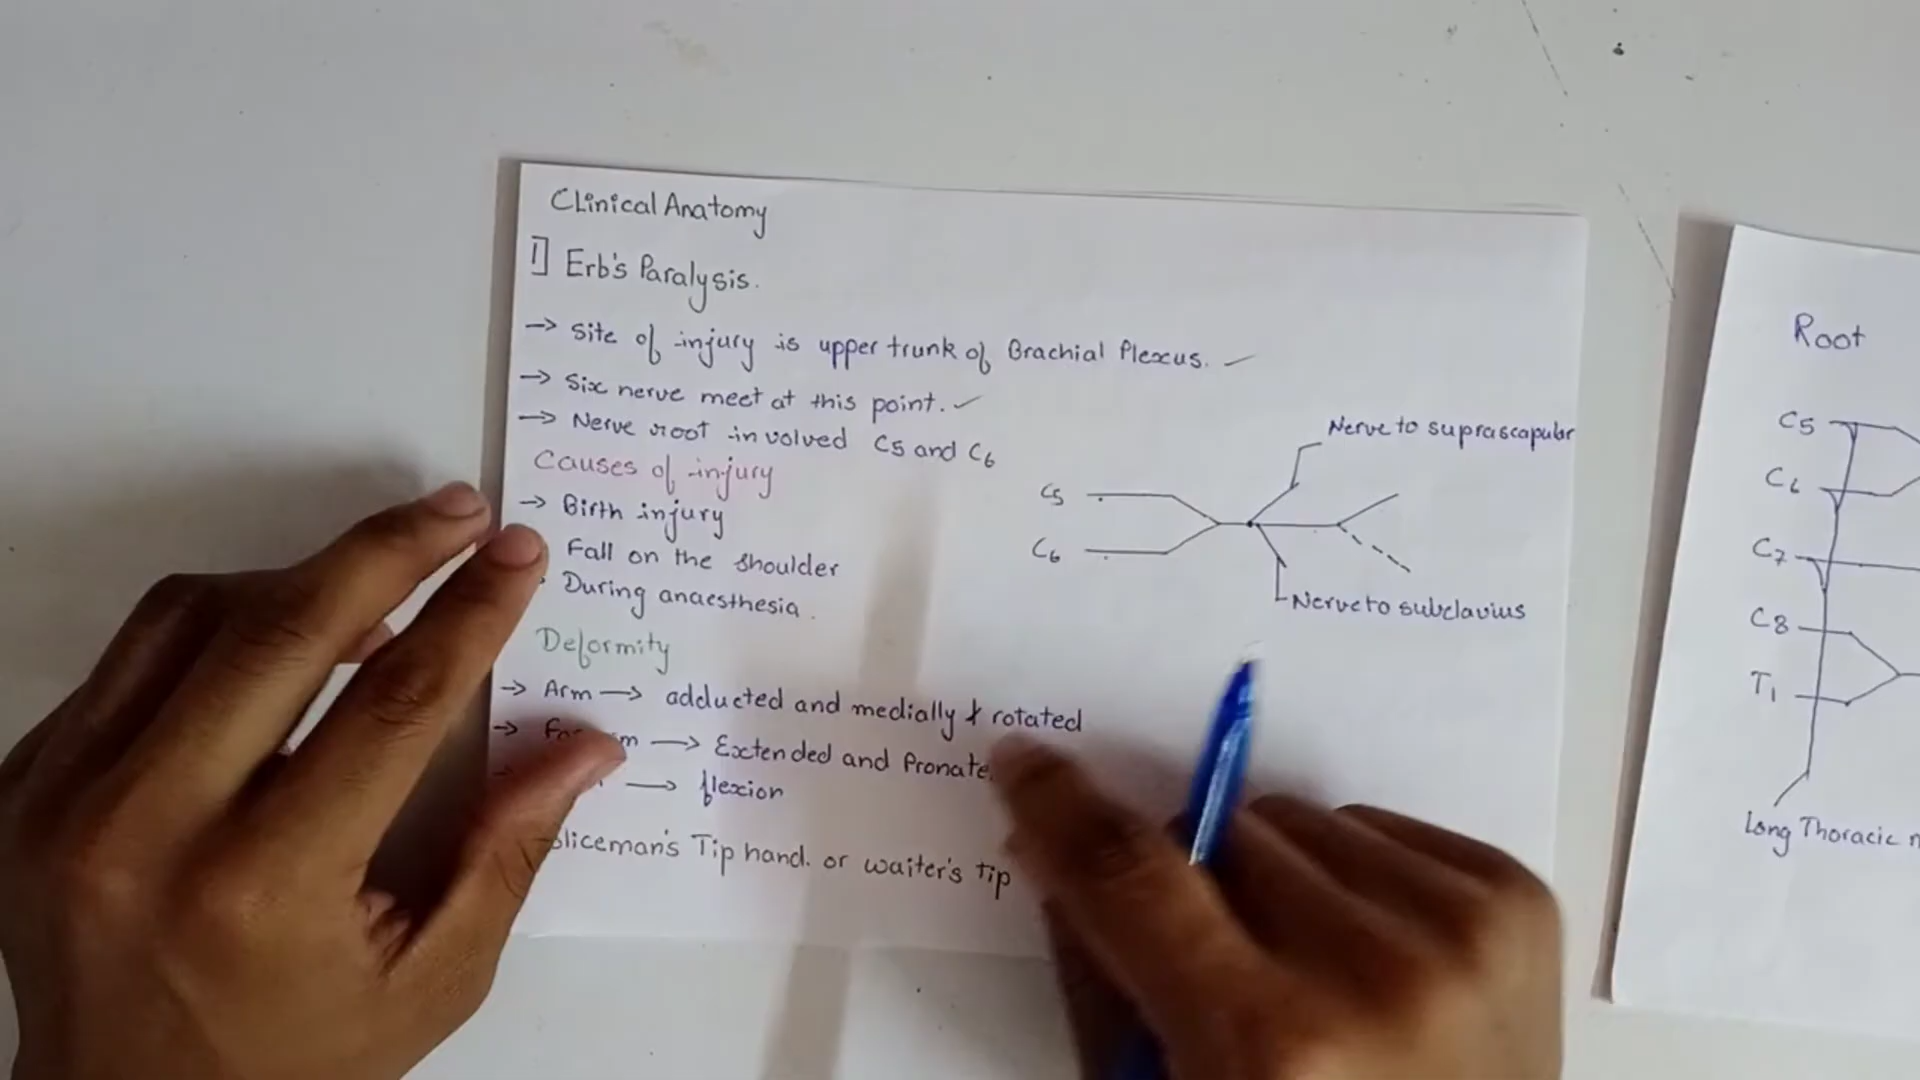 Clinical Anatomy
1] Erb's Paralysis.
→ Site of injury is upper trunk of Brachial Plexus. ✓
→ Six nerve meet at this point. ✓
→ Nerve root involved C5 and C6
Causes of injury
→ Birth injury
Fall on the shoulder
During anaesthesia.
Deformity
→ Arm → adducted and medially rotated
→ → Extended and Pronate
→ flexion
Tip hand. or waiter's tip
Nerve to suprascapular
C5
C6
Nerve to subclavius
Root
C5
C6
C7
C8
T1
Long Thoracic